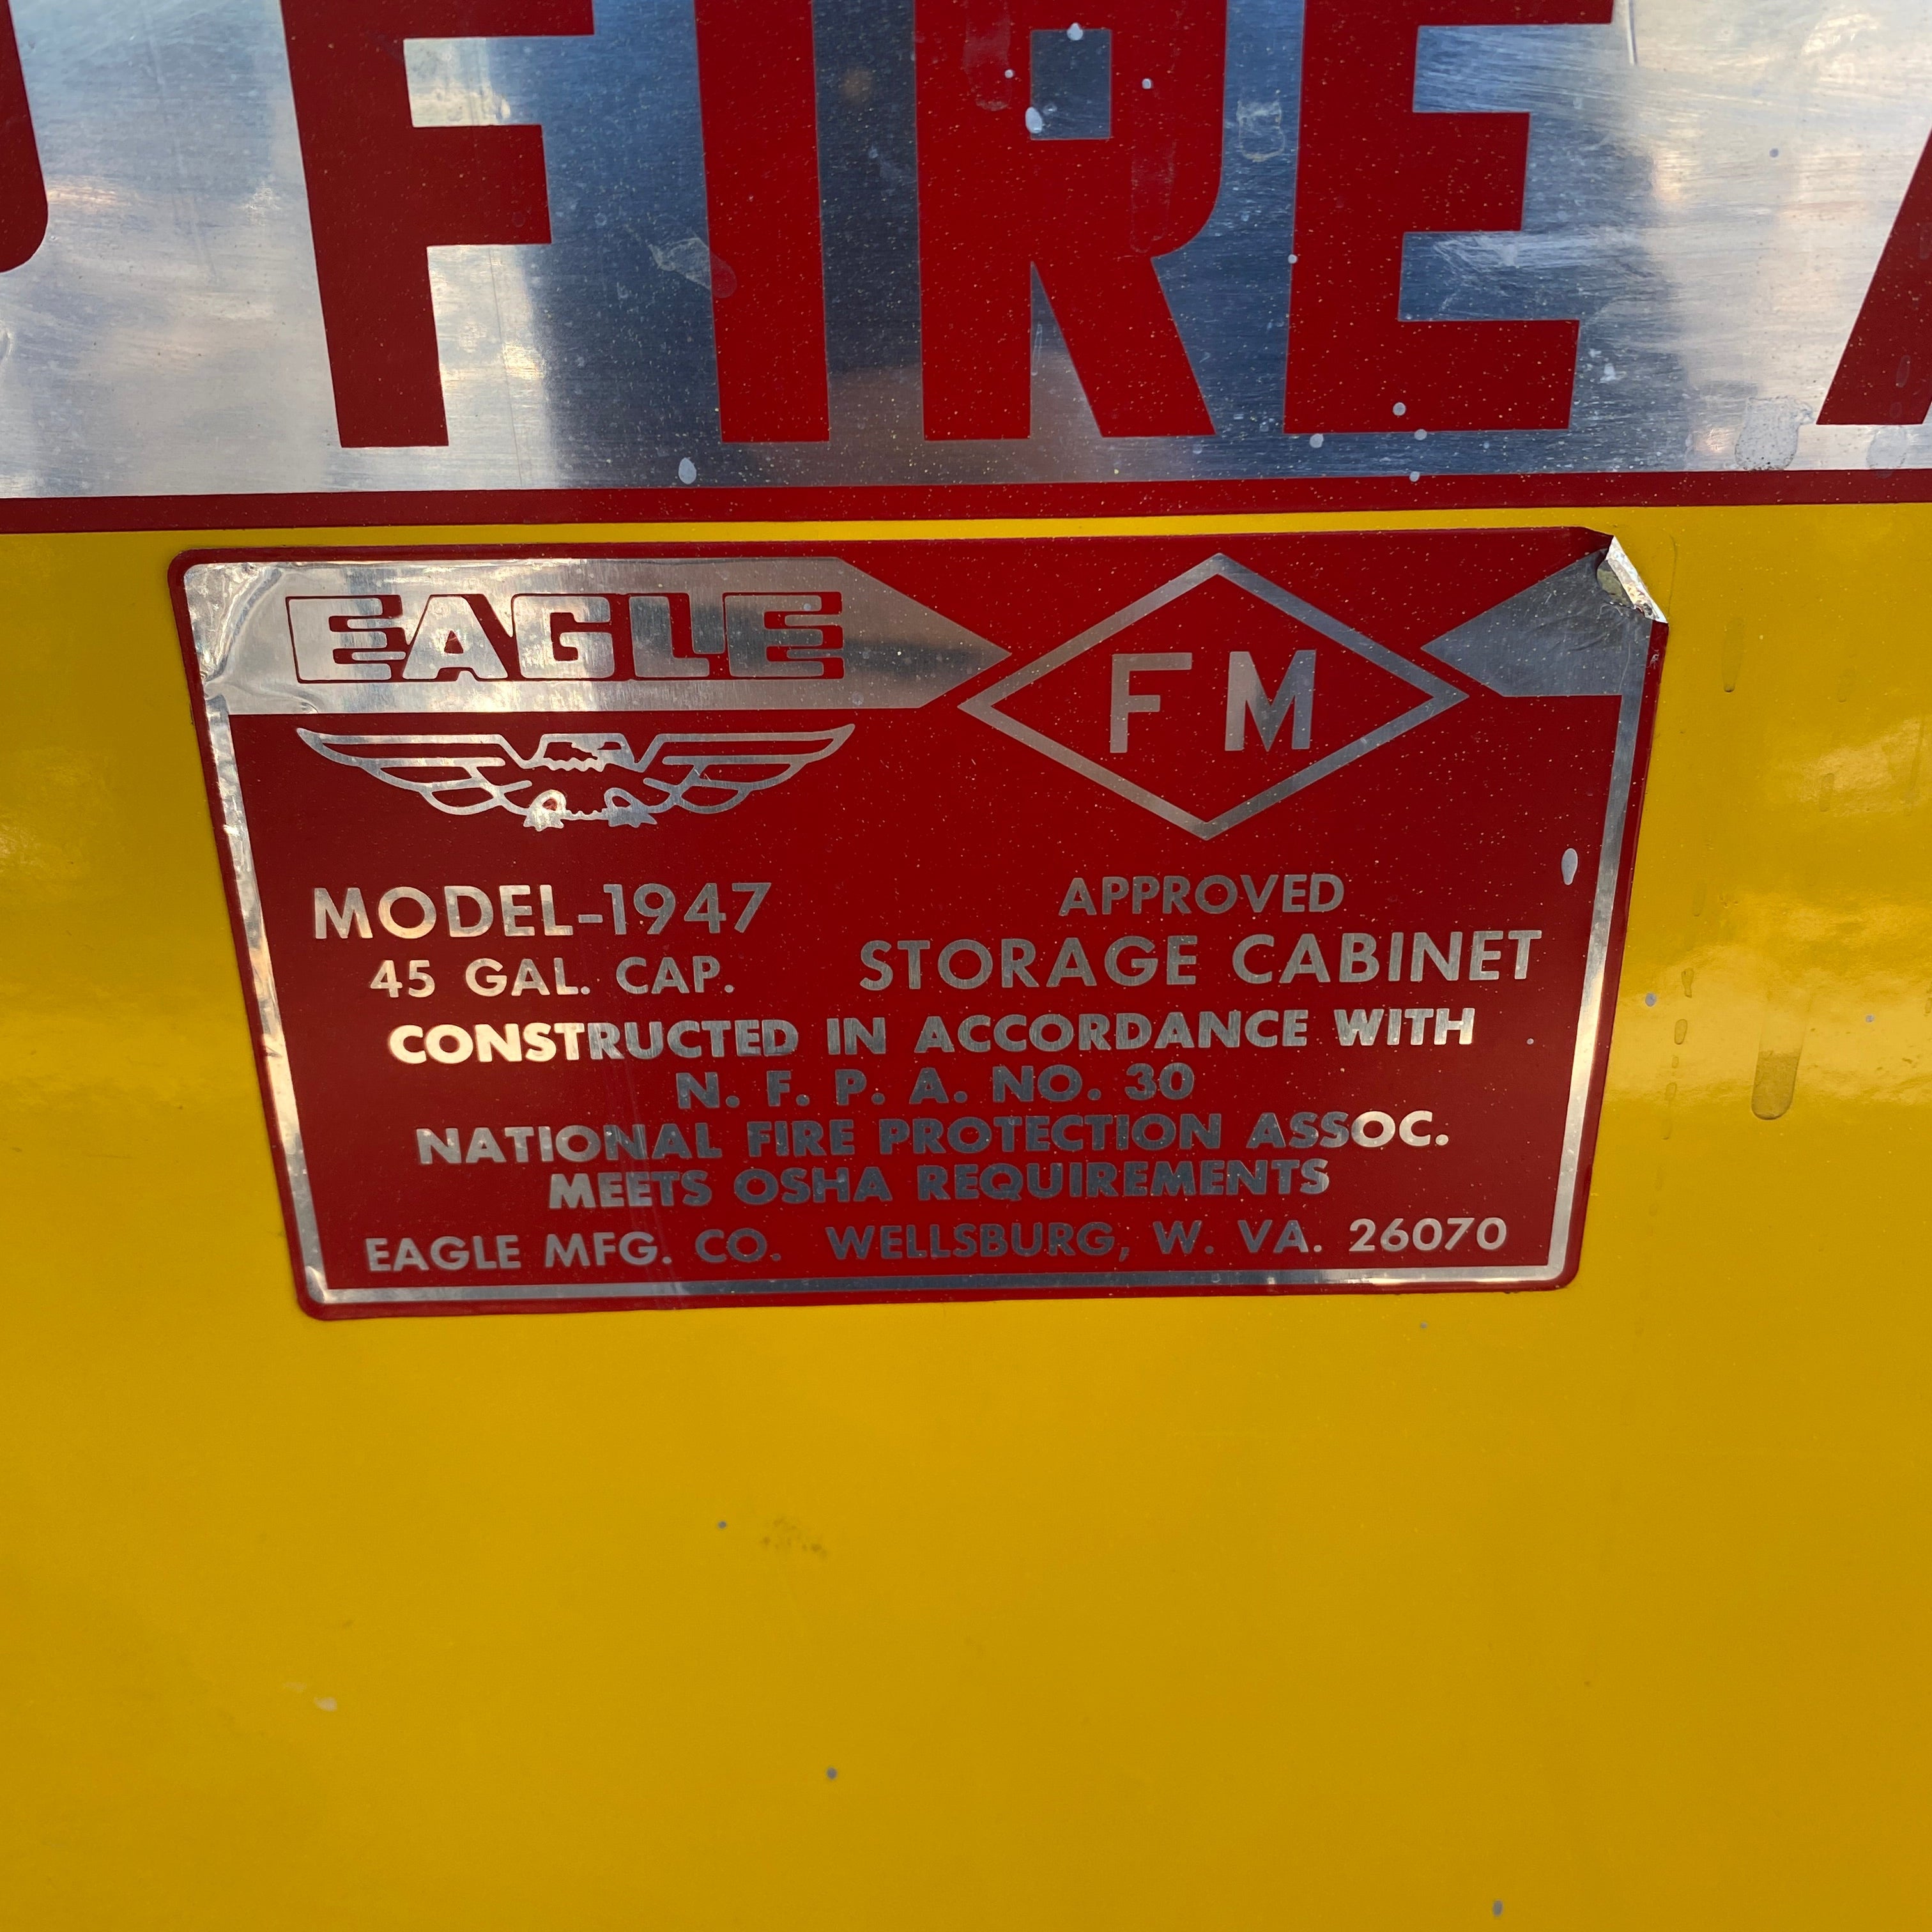 FIRE
EAGLE
FM
MODEL-1947
45 GAL. CAP.
APPROVED
STORAGE CABINET
CONSTRUCTED IN ACCORDANCE WITH
N. F. P. A. NO. 30
NATIONAL FIRE PROTECTION ASSOC.
MEETS OSHA REQUIREMENTS
EAGLE MFG. CO. WELLSBURG, W. VA. 26070